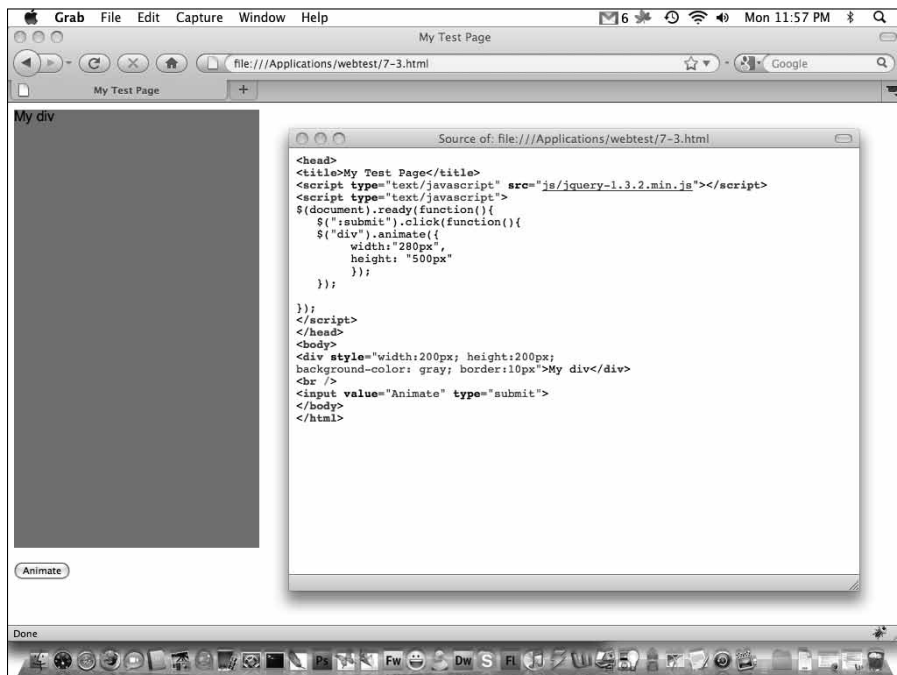 Grab File Edit Capture Window Help 6 Mon 11:57 PM
My Test Page
file:///Applications/webtest/7-3.html Google
My Test Page +
My div
Source of: file:///Applications/webtest/7-3.html
<head>
<title>My Test Page</title>
<script type="text/javascript" src="js/jquery-1.3.2.min.js"></script>
<script type="text/javascript">
$(document).ready(function(){
$(":submit").click(function(){
$("div").animate({
width:"280px",
height: "500px"
});
});
});
</script>
</head>
<body>
<div style="width:200px; height:200px;
background-color: gray; border:10px">My div</div>
<br />
<input value="Animate" type="submit">
</body>
</html>
Animate
Done
Ps Fw Dw S Fl